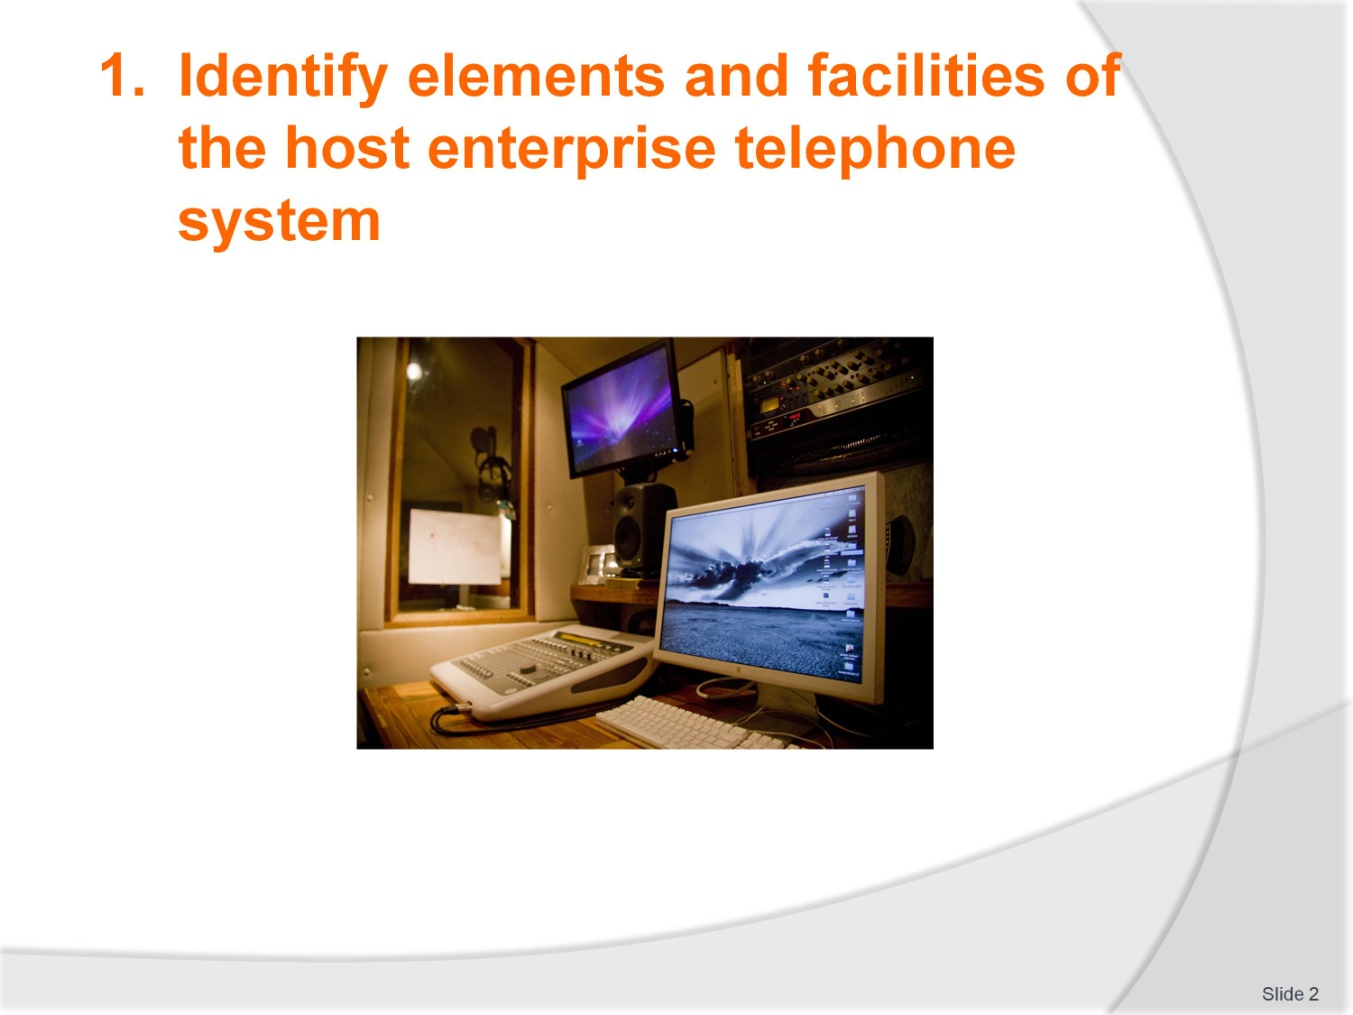 1. Identify elements and facilities of
the host enterprise telephone
system
Slide 2